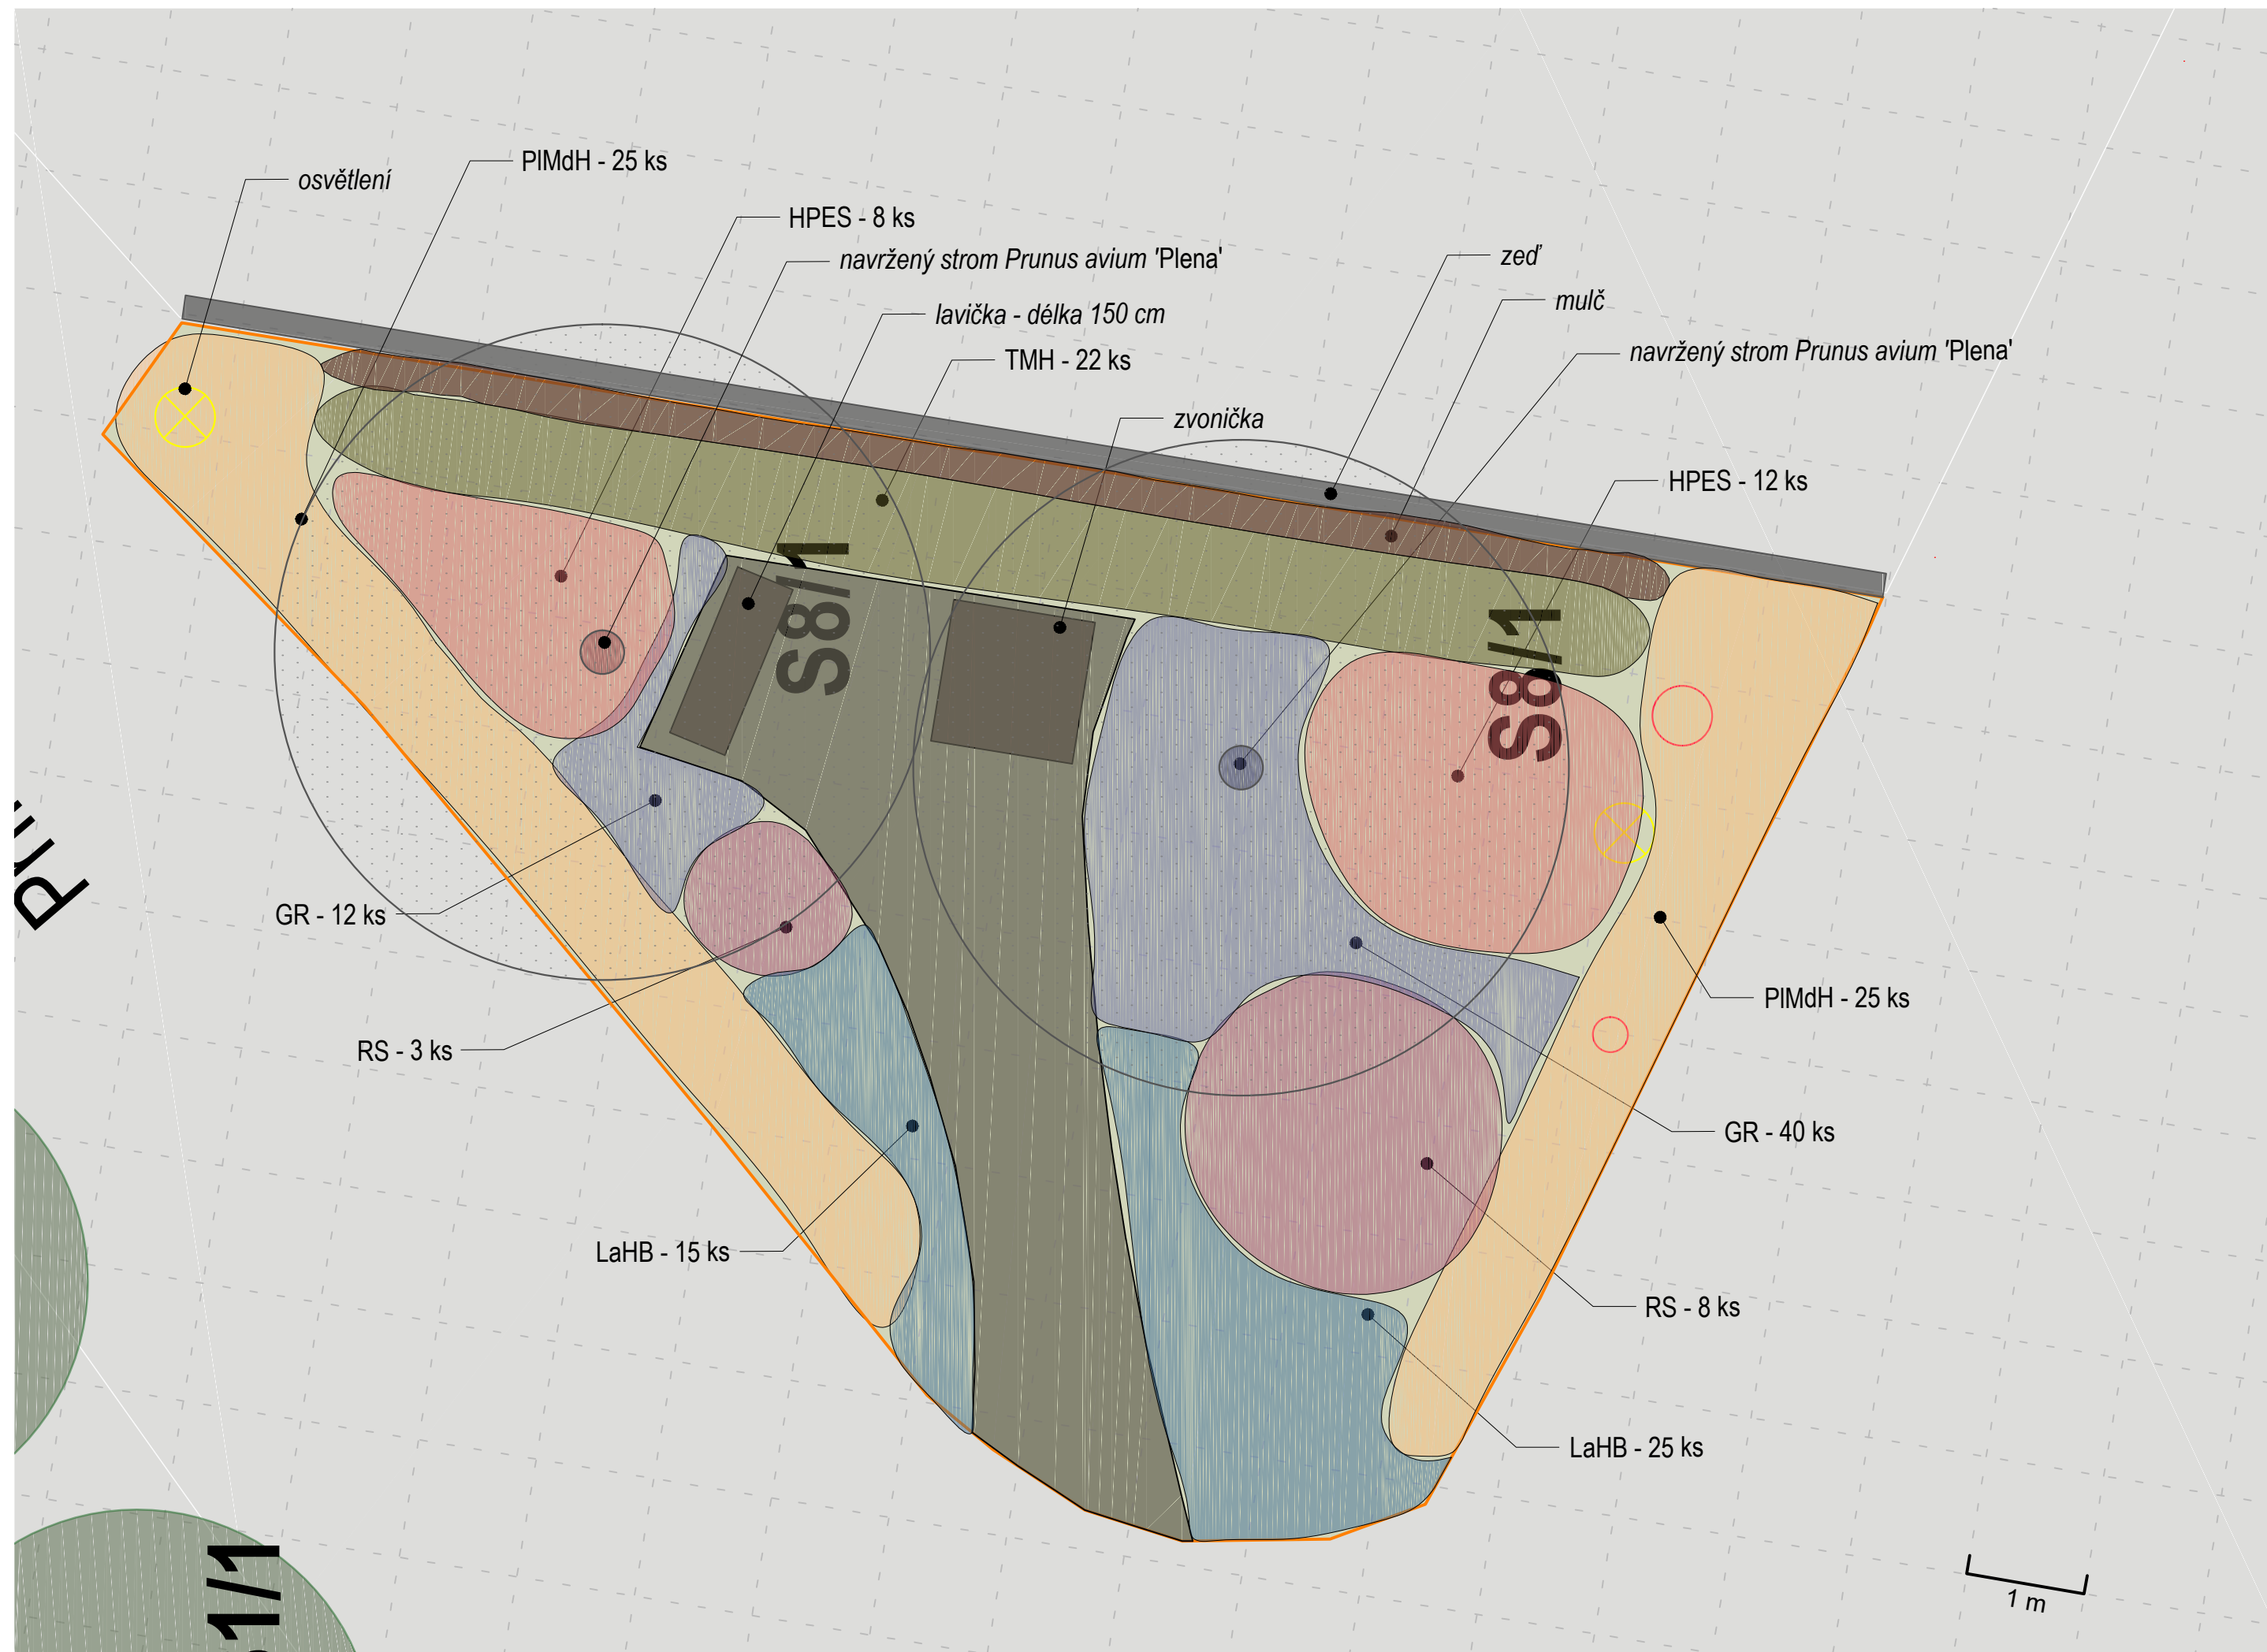 PlMdH - 25 ks
osvětlení
HPES - 8 ks
navržený strom Prunus avium 'Plena'
zeď
mulč
lavička - délka 150 cm
navržený strom Prunus avium 'Plena'
TMH - 22 ks
zvonička
HPES - 12 ks
S8/1
S8/1
GR - 12 ks
PlMdH - 25 ks
RS - 3 ks
GR - 40 ks
LaHB - 15 ks
RS - 8 ks
LaHB - 25 ks
1/1
1 m